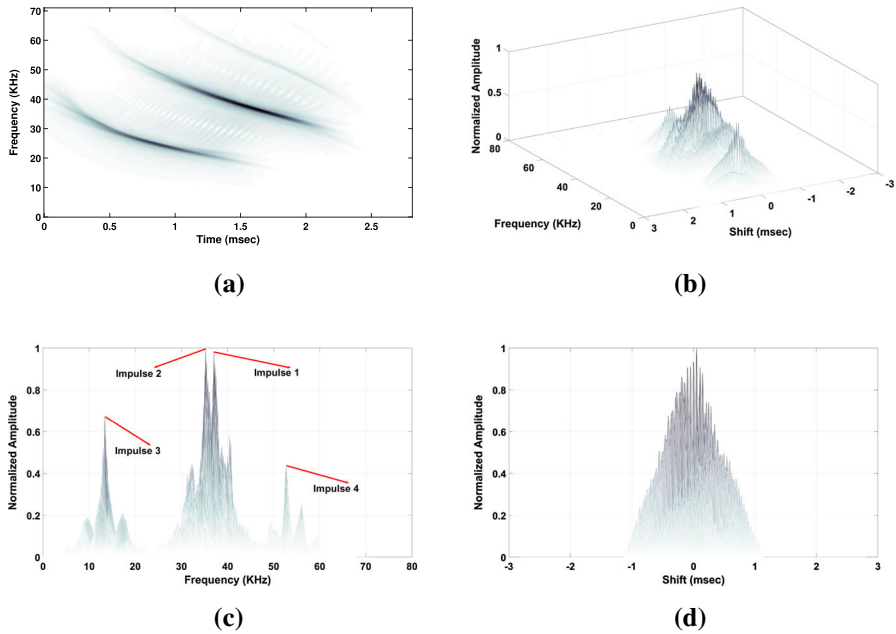 70
60
50
40
30
20
10
0
Frequency (KHz)
0 0.5 1 1.5 2 2.5
Time (msec)
(a)
1
0.5
0
Normalized Amplitude
80
60
40
20
0
Frequency (KHz)
3 2 1 0 -1 -2 -3
Shift (msec)
(b)
1
0.8
0.6
0.4
0.2
0
Normalized Amplitude
Impulse 2
Impulse 1
Impulse 3
Impulse 4
0 10 20 30 40 50 60 70 80
Frequency (KHz)
(c)
1
0.8
0.6
0.4
0.2
0
Normalized Amplitude
-3 -2 -1 0 1 2 3
Shift (msec)
(d)